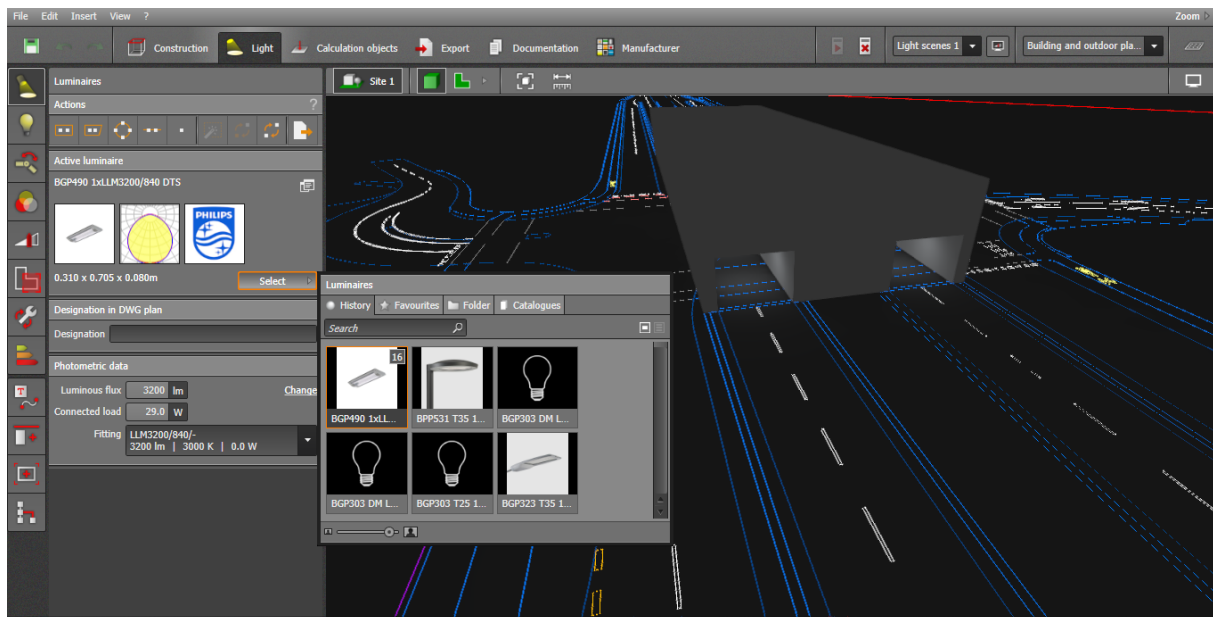 File Edit Insert View ?
Zoom
Construction Light Calculation objects Export Documentation Manufacturer
Light scenes 1
Building and outdoor pla...
Luminaires
Site 1
Actions ?
Active luminaire
BGP490 1xLLM3200/840 DTS
PHILIPS
0.310 x 0.705 x 0.080m
Select
Designation in DWG plan
Designation
Photometric data
Luminous flux 3200 lm Change
Connected load 29.0 W
Fitting LLM3200/840/-
3200 lm | 3000 K | 0.0 W
Luminaires
History Favourites Folder Catalogues
Search
16
BGP490 1xLL... BPP531 T35 1... BGP303 DM L...
BGP303 DM L... BGP303 T25 1... BGP323 T35 1...